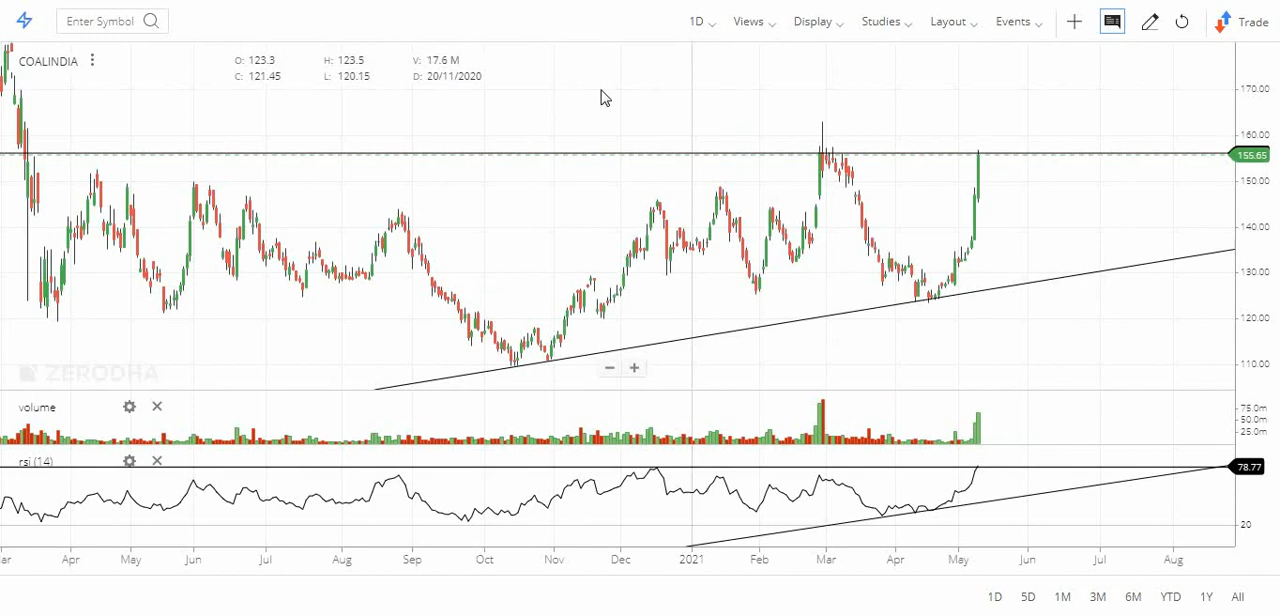 Enter Symbol 1D Views Display Studies Layout Events Trade
COALINDIA O: 123.3 H: 123.5 V: 17.6 M
C: 121.45 L: 120.15 D: 20/11/2020
170.00
160.00
155.65
150.00
140.00
130.00
120.00
110.00
ZERODHA
volume
75.0m
50.0m
25.0m
rsi (14)
78.77
20
Apr May Jun Jul Aug Sep Oct Nov Dec 2021 Feb Mar Apr May Jun Jul Aug
1D 5D 1M 3M 6M YTD 1Y All